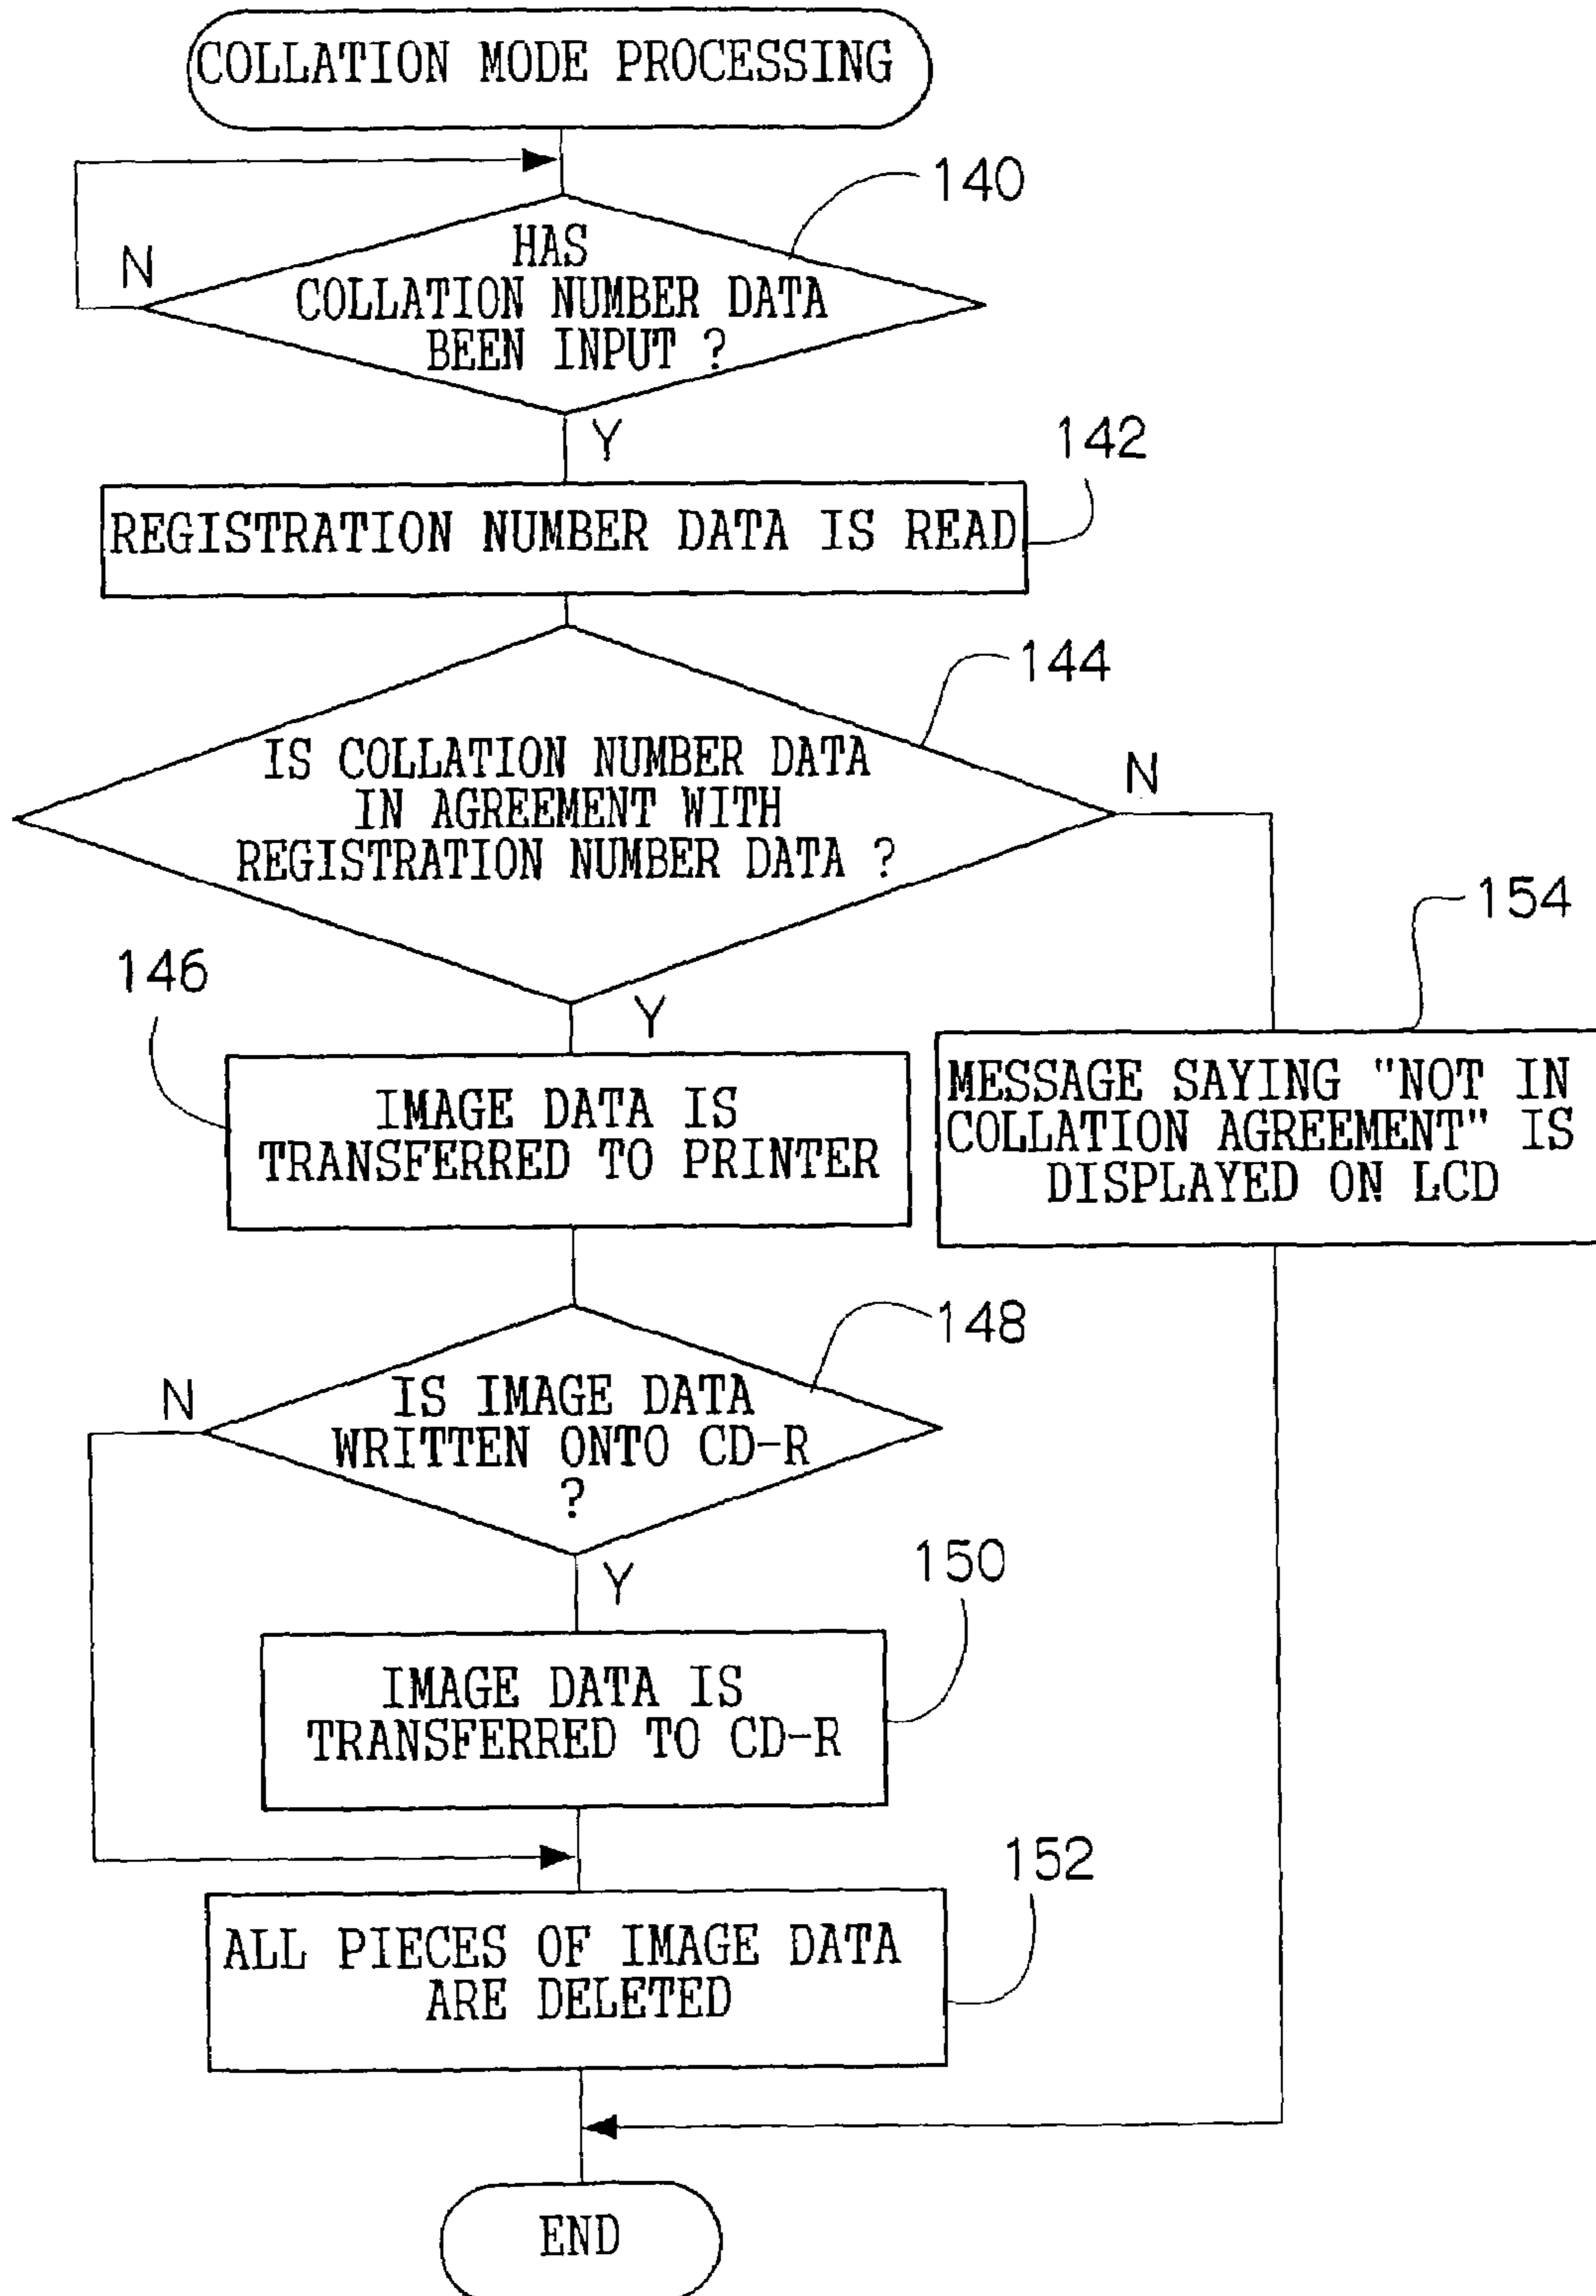 COLLATION MODE PROCESSING
140
HAS
COLLATION NUMBER DATA
BEEN INPUT ?
N
Y
142
REGISTRATION NUMBER DATA IS READ
144
IS COLLATION NUMBER DATA
IN AGREEMENT WITH
REGISTRATION NUMBER DATA ?
N
Y
154
146
IMAGE DATA IS
TRANSFERRED TO PRINTER
MESSAGE SAYING "NOT IN
COLLATION AGREEMENT" IS
DISPLAYED ON LCD
148
IS IMAGE DATA
WRITTEN ONTO CD-R
?
N
Y
150
IMAGE DATA IS
TRANSFERRED TO CD-R
152
ALL PIECES OF IMAGE DATA
ARE DELETED
END